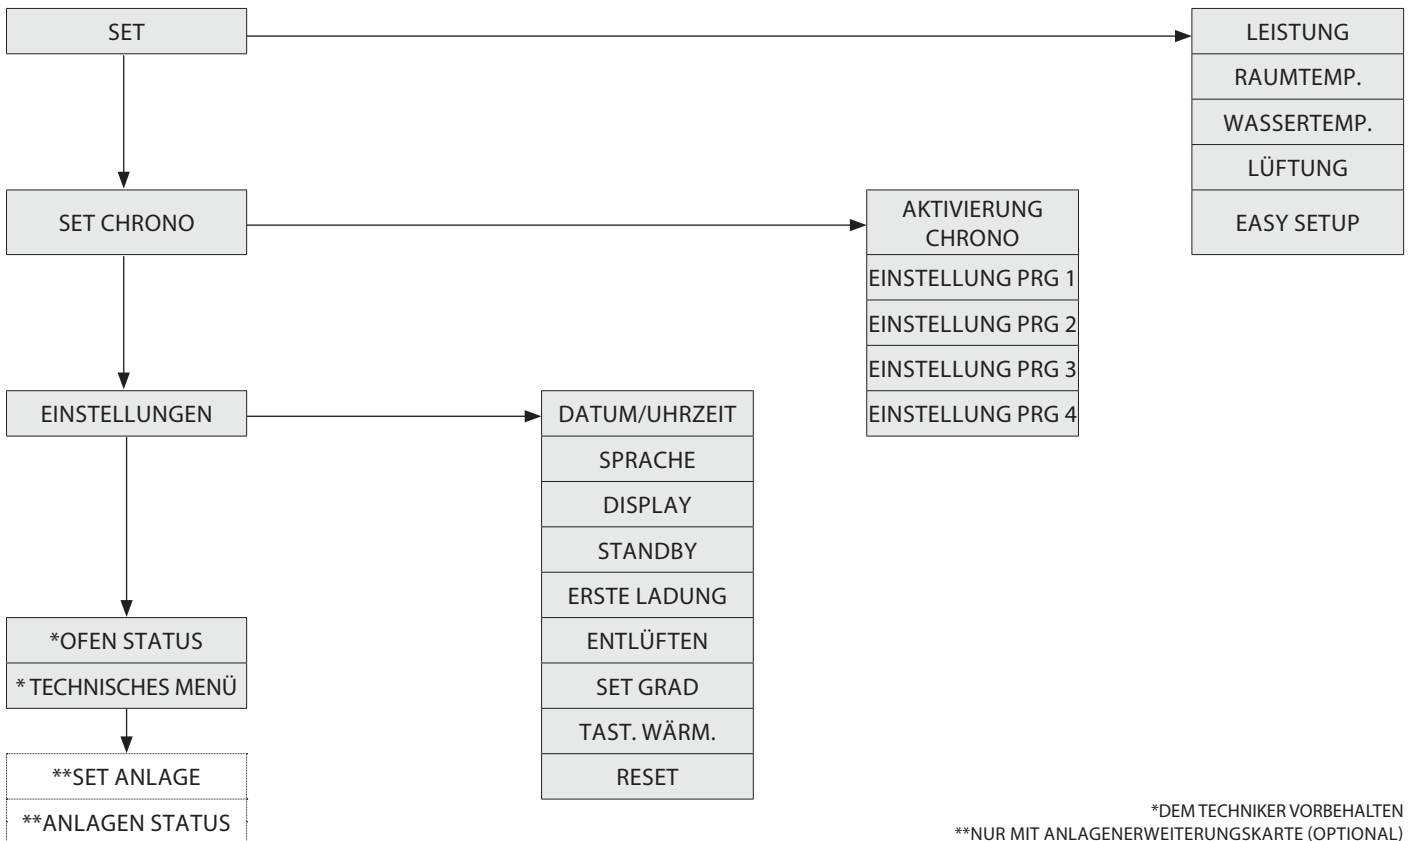 SET
LEISTUNG
RAUMTEMP.
WASSERTEMP.
LÜFTUNG
EASY SETUP
SET CHRONO
AKTIVIERUNG
CHRONO
EINSTELLUNG PRG 1
EINSTELLUNG PRG 2
EINSTELLUNG PRG 3
EINSTELLUNG PRG 4
EINSTELLUNGEN
DATUM/UHRZEIT
SPRACHE
DISPLAY
STANDBY
ERSTE LADUNG
ENTLÜFTEN
SET GRAD
TAST. WÄRM.
RESET
*OFEN STATUS
* TECHNISCHES MENÜ
**SET ANLAGE
**ANLAGEN STATUS
*DEM TECHNIKER VORBEHALTEN
**NUR MIT ANLAGENERWEITERUNGSKARTE (OPTIONAL)